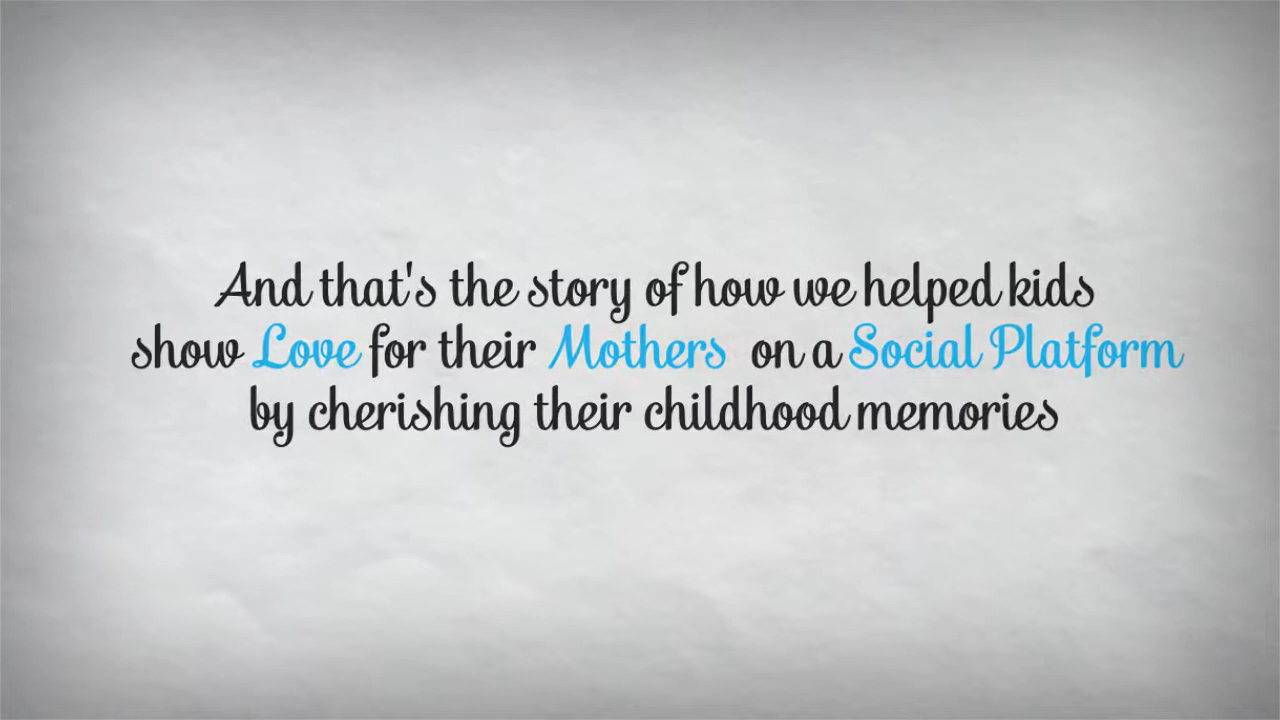 And that's the story of how we helped kids
show Love for their Mothers on a Social Platform
by cherishing their childhood memories